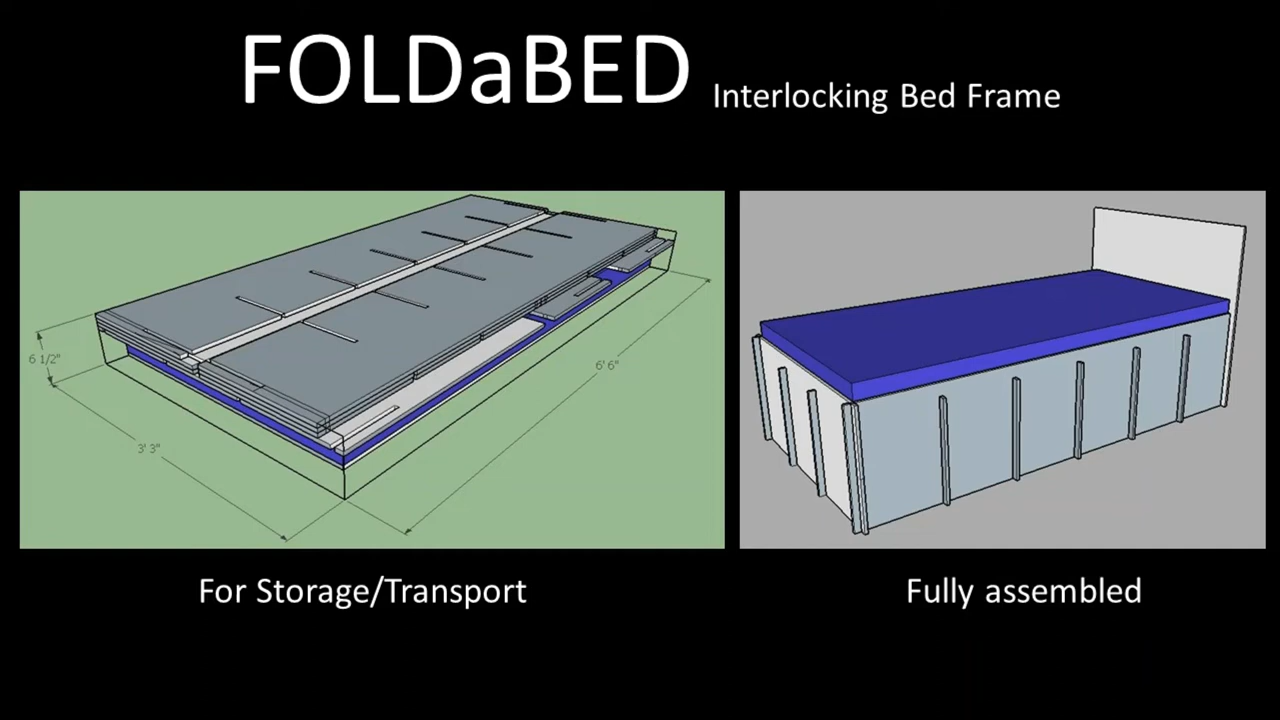 FOLDaBED Interlocking Bed Frame
6 1/2"
3' 3"
6' 6"
For Storage/Transport
Fully assembled